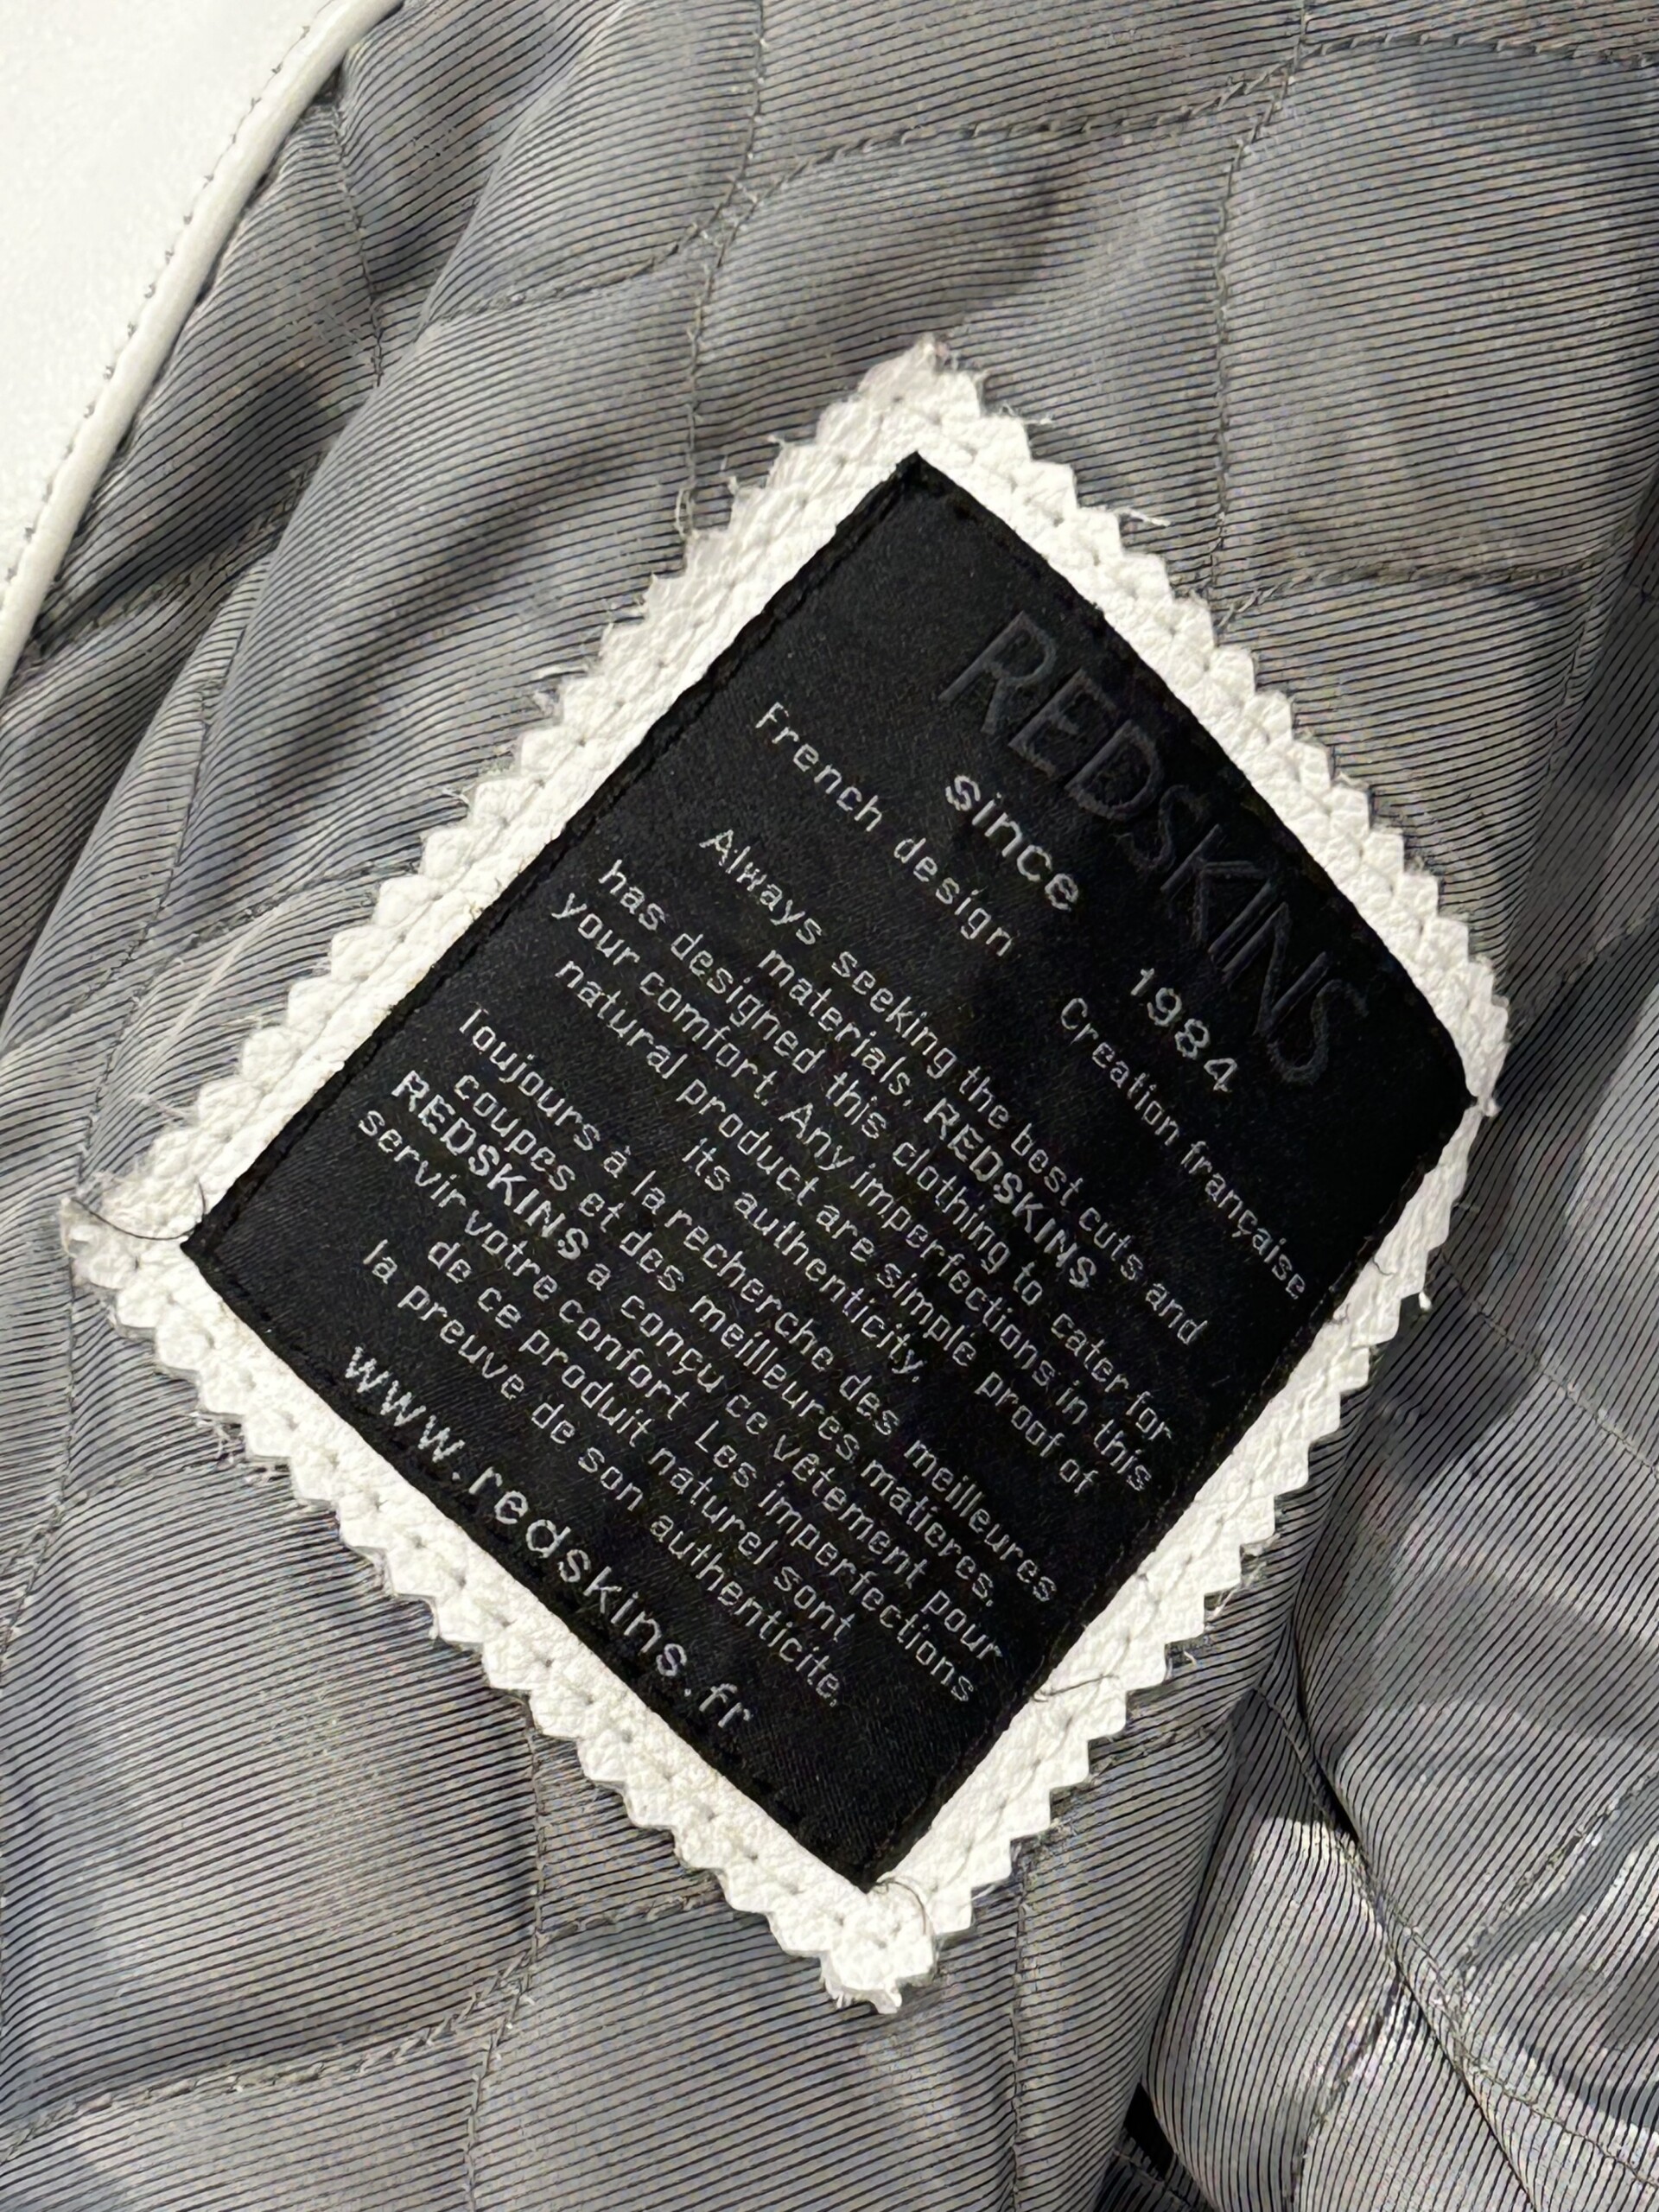 REDSKINS
since 1984
French design Creation française
Always seeking the best cuts and
materials, REDSKINS
has designed this clothing to cater for
your comfort. Any imperfections in this
natural product are simple proof of
its authenticity.
Toujours à la recherche des meilleures
coupes et des meilleures matières,
REDSKINS a conçu ce vêtement pour
servir votre confort. Les imperfections
de ce produit naturel sont
la preuve de son authenticite.
www.redskins.fr